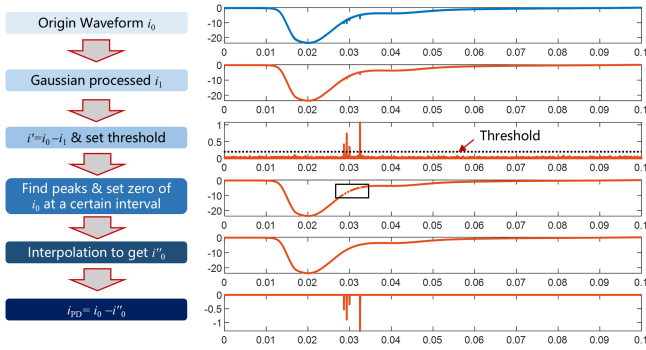 Origin Waveform i₀
Gaussian processed i₁
i′=i₀−i₁ & set threshold
Find peaks & set zero of
i₀ at a certain interval
Interpolation to get i″₀
i_PD= i₀ −i″₀
0
-10
-20
0 0.01 0.02 0.03 0.04 0.05 0.06 0.07 0.08 0.09 0.1
0
-10
-20
0 0.01 0.02 0.03 0.04 0.05 0.06 0.07 0.08 0.09 0.1
1
0.5
0
Threshold
0 0.01 0.02 0.03 0.04 0.05 0.06 0.07 0.08 0.09 0.1
0
-10
-20
0 0.01 0.02 0.03 0.04 0.05 0.06 0.07 0.08 0.09 0.1
0
-10
-20
0 0.01 0.02 0.03 0.04 0.05 0.06 0.07 0.08 0.09 0.1
0
-0.5
-1
0 0.01 0.02 0.03 0.04 0.05 0.06 0.07 0.08 0.09 0.1